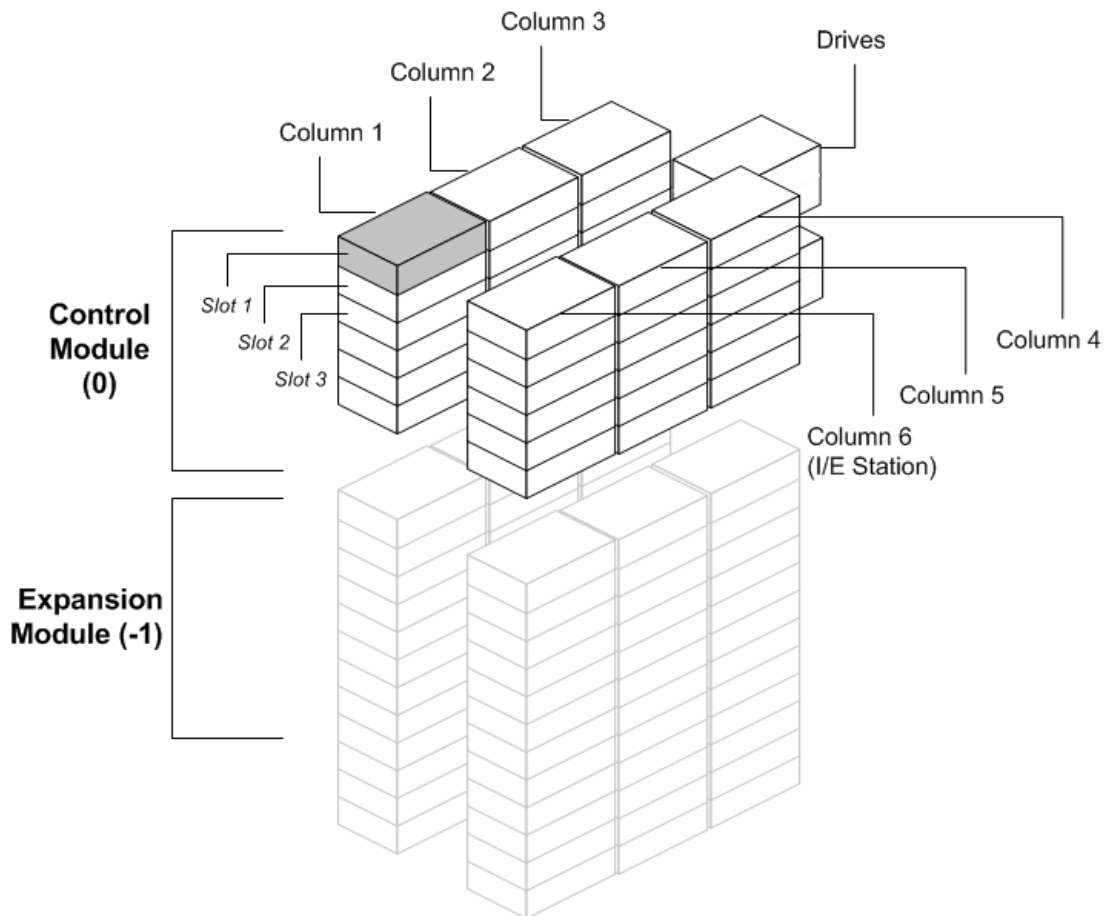 Column 3
Drives
Column 2
Column 1
Slot 1
Control
Module
(0)
Slot 2
Column 4
Slot 3
Column 5
Column 6
(I/E Station)
Expansion
Module (-1)